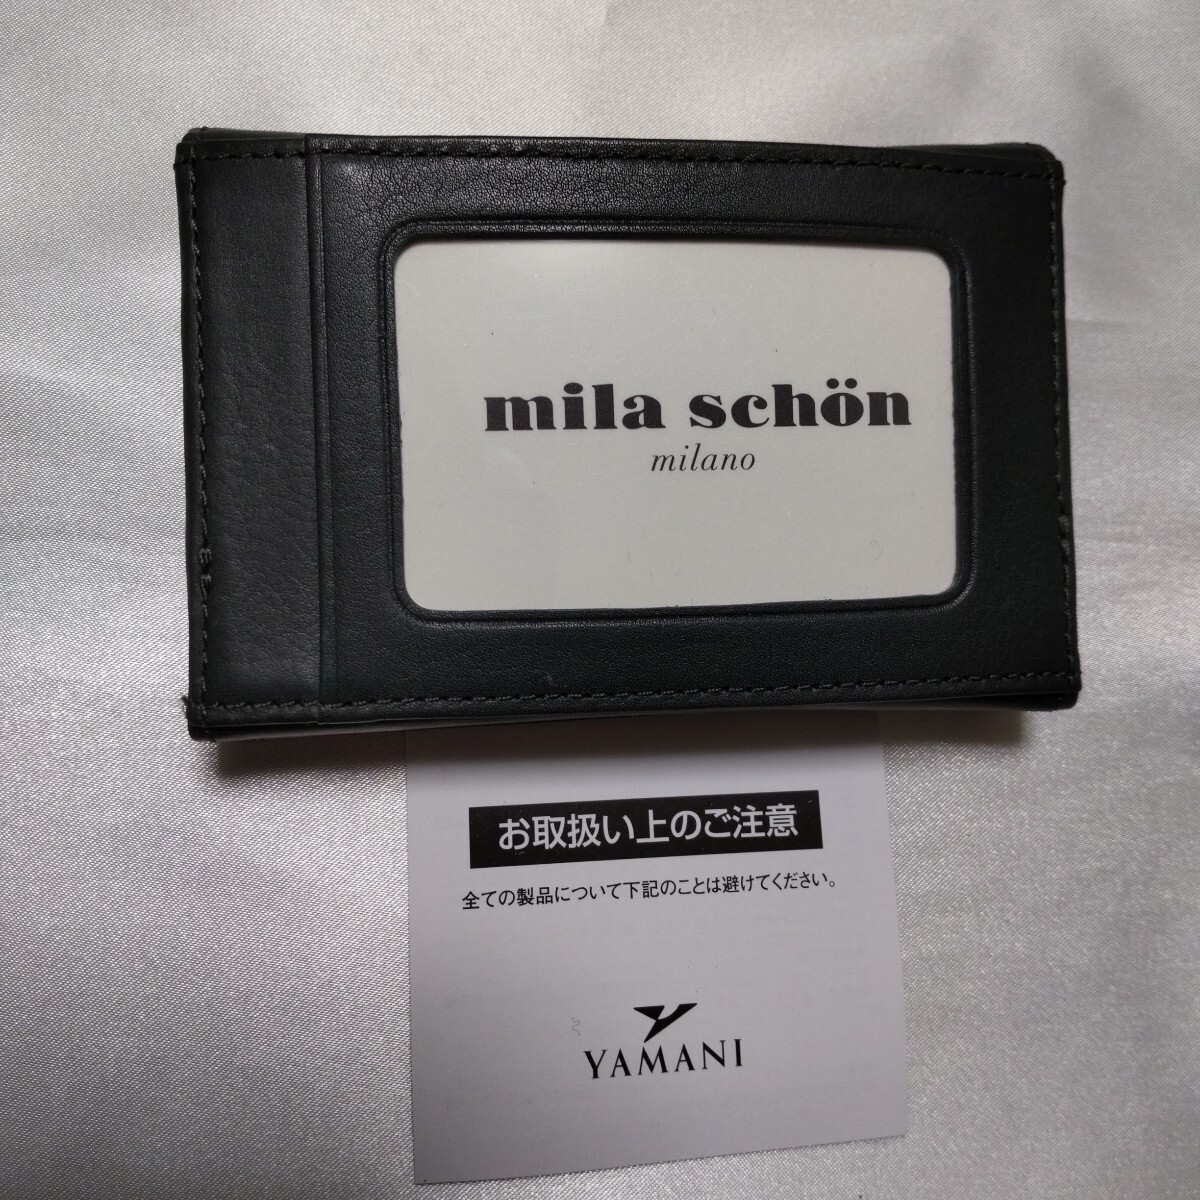 mila schön
milano
お取扱い上のご注意
全ての製品について下記のことは避けてください。
YAMANI